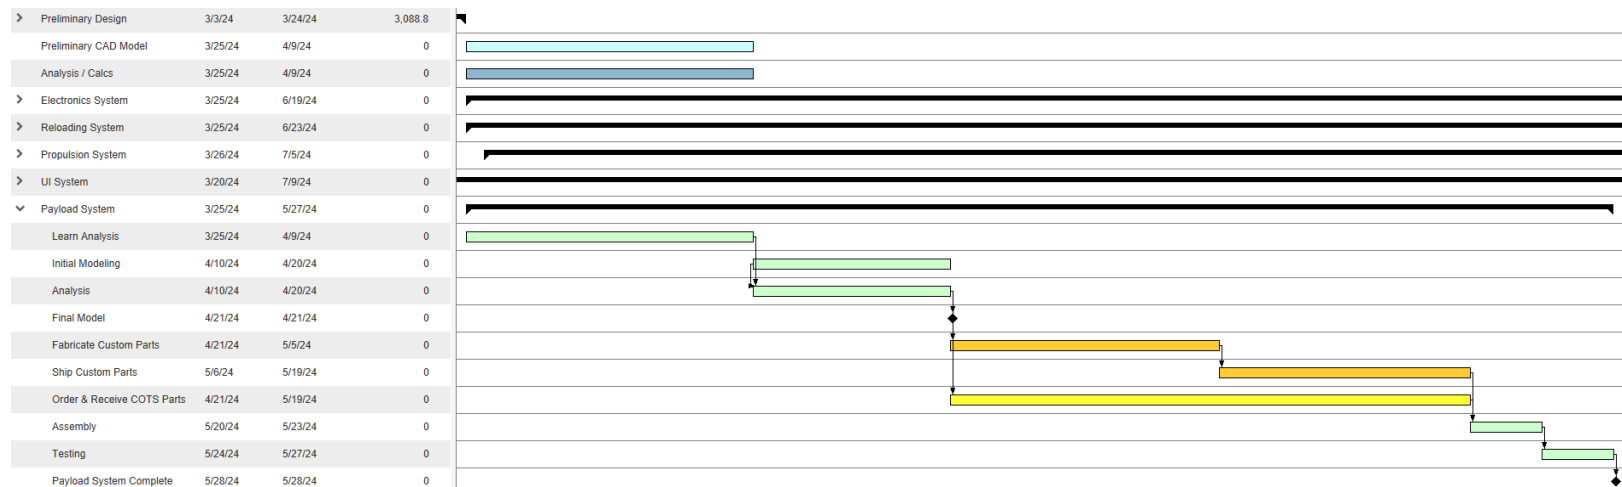 Preliminary Design 3/3/24 3/24/24 3,088.8
Preliminary CAD Model 3/25/24 4/9/24 0
Analysis / Calcs 3/25/24 4/9/24 0
Electronics System 3/25/24 6/19/24 0
Reloading System 3/25/24 6/23/24 0
Propulsion System 3/26/24 7/5/24 0
UI System 3/20/24 7/9/24 0
Payload System 3/25/24 5/27/24 0
Learn Analysis 3/25/24 4/9/24 0
Initial Modeling 4/10/24 4/20/24 0
Analysis 4/10/24 4/20/24 0
Final Model 4/21/24 4/21/24 0
Fabricate Custom Parts 4/21/24 5/5/24 0
Ship Custom Parts 5/6/24 5/19/24 0
Order & Receive COTS Parts 4/21/24 5/19/24 0
Assembly 5/20/24 5/23/24 0
Testing 5/24/24 5/27/24 0
Payload System Complete 5/28/24 5/28/24 0